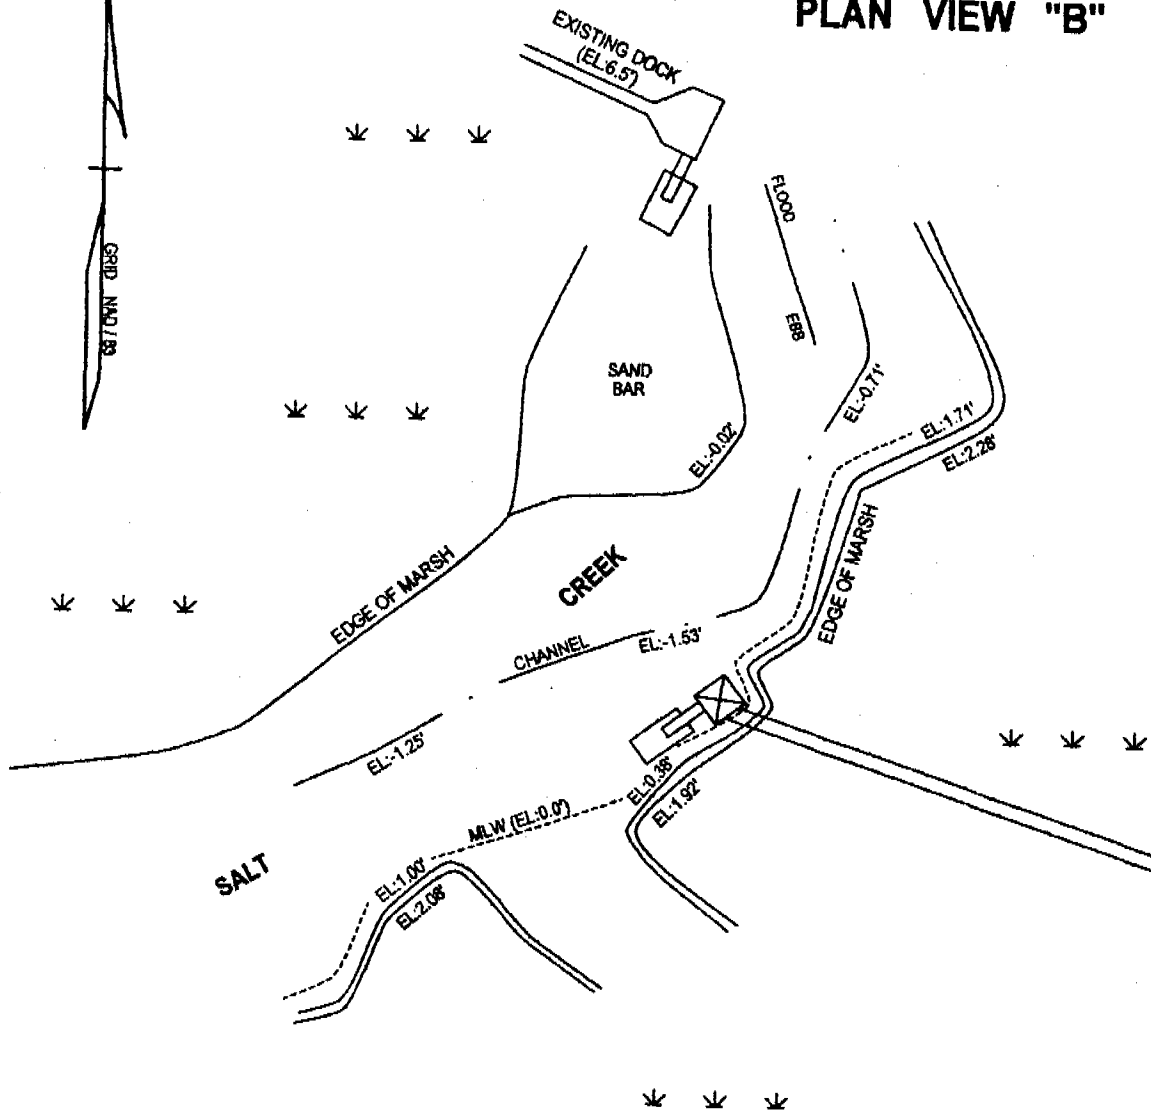 PLAN VIEW "B"
EXISTING DOCK
(EL:6.5')
FLOOD
EBB
GRID NAD / 83
SAND
BAR
EL:-0.71'
EL:1.71'
EL:2.28'
EL:-0.02'
EDGE OF MARSH
CREEK
EDGE OF MARSH
CHANNEL
EL:-1.53'
EL:-1.25'
EL:0.38'
EL:1.92'
MLW (EL:0.0')
SALT
EL:1.00'
EL:2.08'